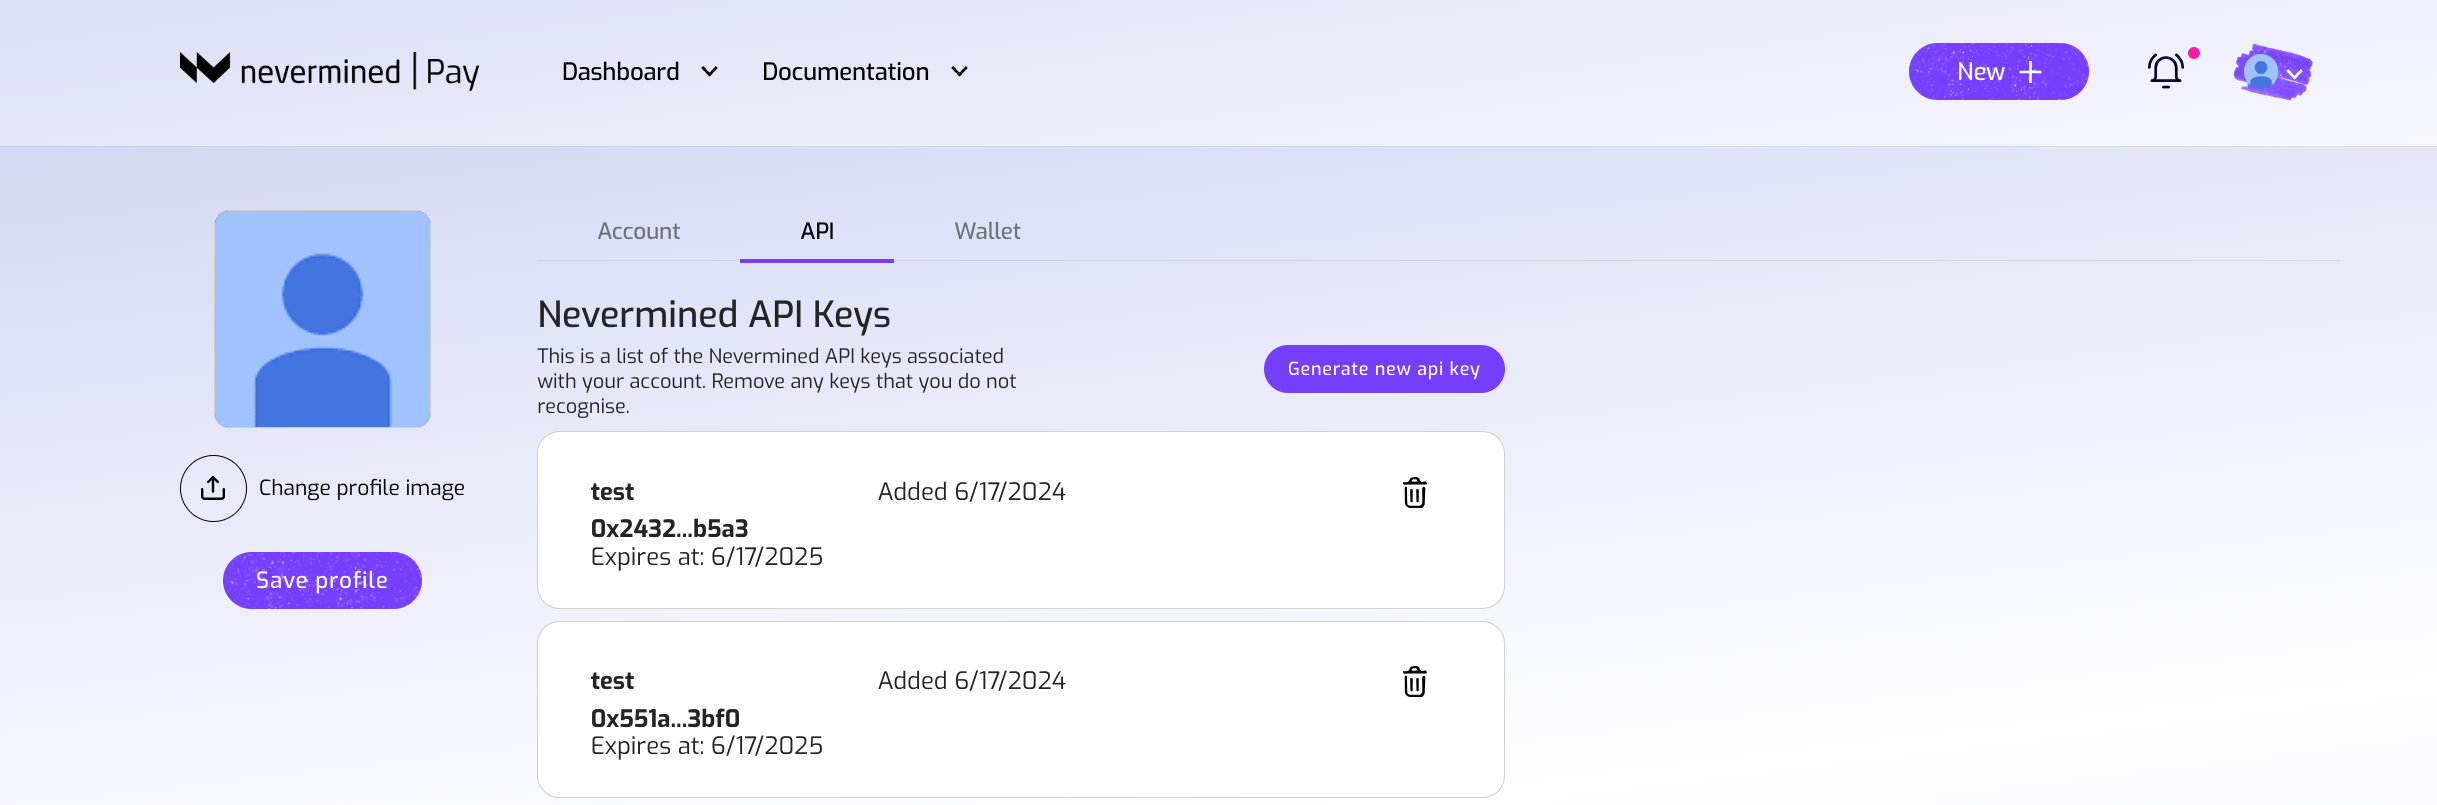 nevermined | Pay
Dashboard
Documentation
New +
Account
API
Wallet
Nevermined API Keys
This is a list of the Nevermined API keys associated
with your account. Remove any keys that you do not
recognise.
Generate new api key
Change profile image
Save profile
test
Added 6/17/2024
0x2432...b5a3
Expires at: 6/17/2025
test
Added 6/17/2024
0x551a...3bf0
Expires at: 6/17/2025